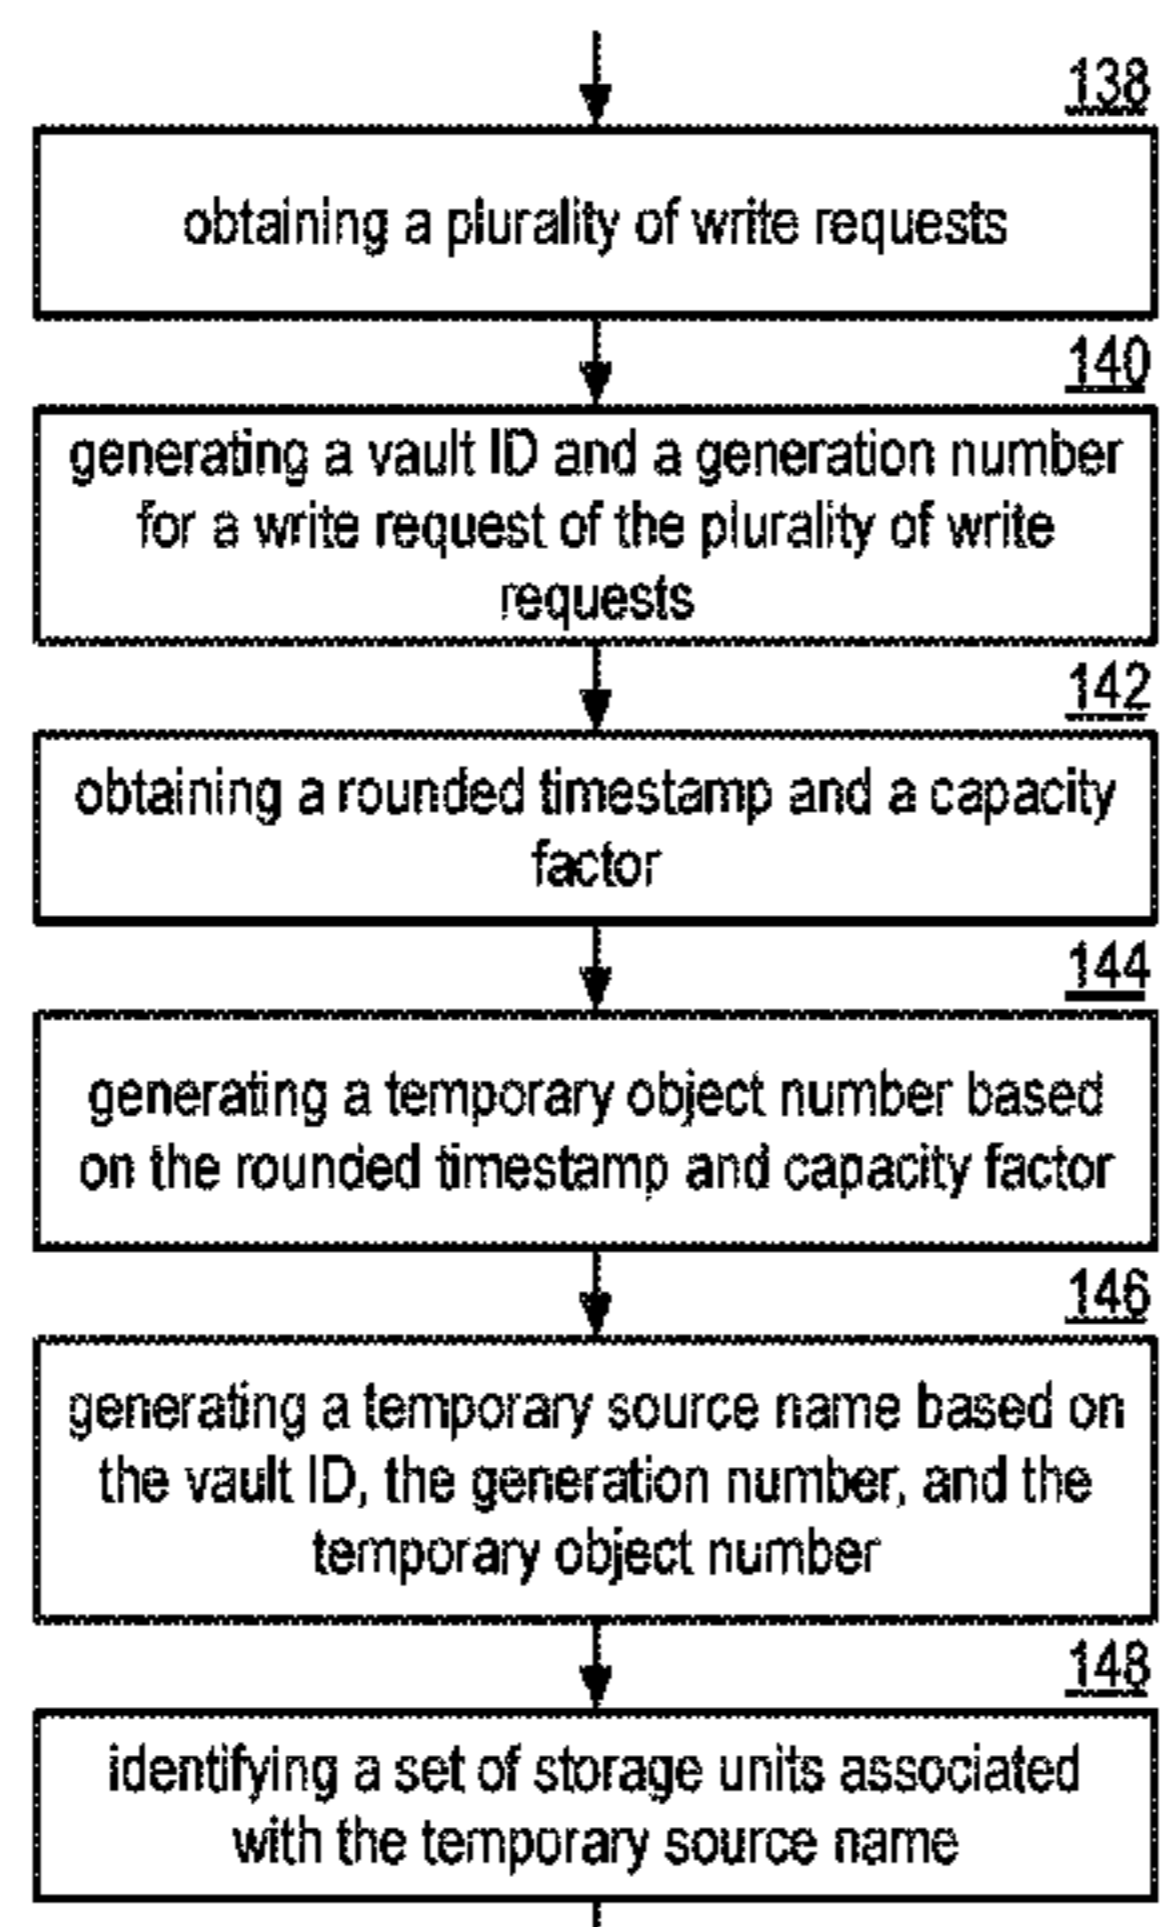 138
obtaining a plurality of write requests
140
generating a vault ID and a generation number
for a write request of the plurality of write
requests
142
obtaining a rounded timestamp and a capacity
factor
144
generating a temporary object number based
on the rounded timestamp and capacity factor
146
generating a temporary source name based on
the vault ID, the generation number, and the
temporary object number
148
identifying a set of storage units associated
with the temporary source name